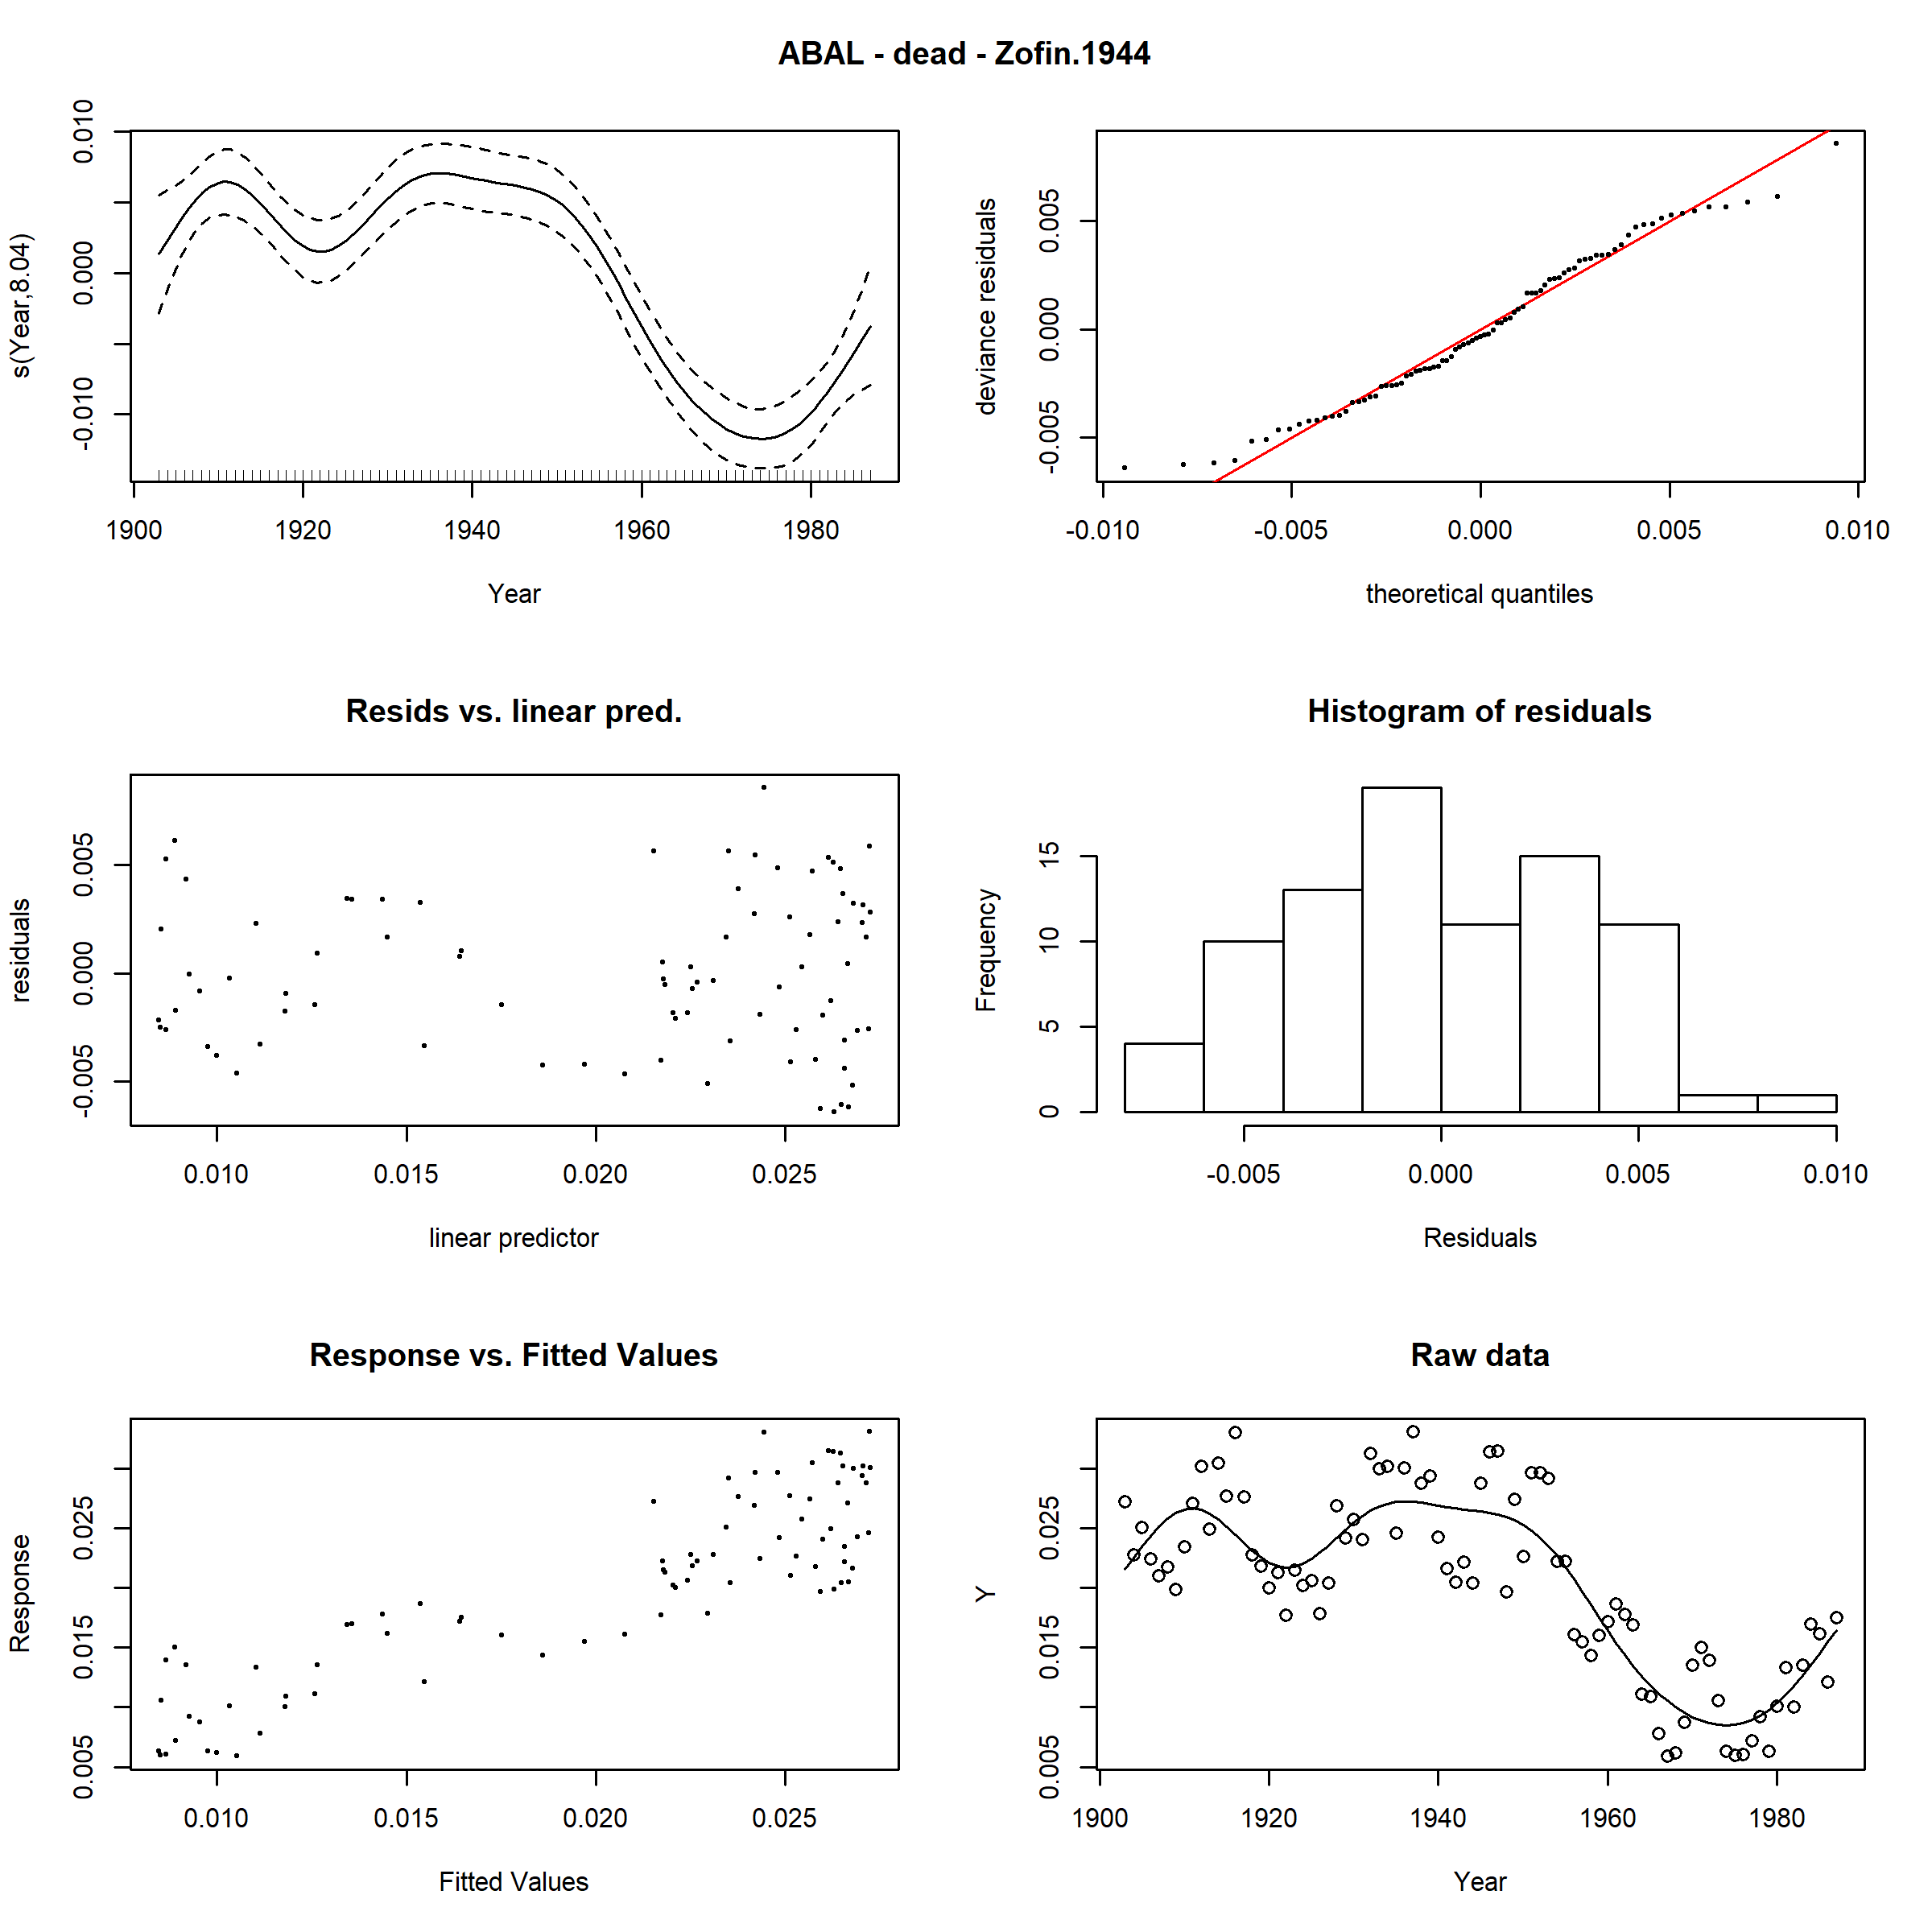 ABAL - dead - Zofin.1944
s(Year,8.04)
-0.010 0.000 0.010
1900 1920 1940 1960 1980
Year
deviance residuals
-0.005 0.000 0.005
-0.010 -0.005 0.000 0.005 0.010
theoretical quantiles
Resids vs. linear pred.
residuals
-0.005 0.000 0.005
0.010 0.015 0.020 0.025
linear predictor
Histogram of residuals
Frequency
0 5 10 15
-0.005 0.000 0.005 0.010
Residuals
Response vs. Fitted Values
Response
0.005 0.015 0.025
0.010 0.015 0.020 0.025
Fitted Values
Raw data
Y
0.005 0.015 0.025
1900 1920 1940 1960 1980
Year